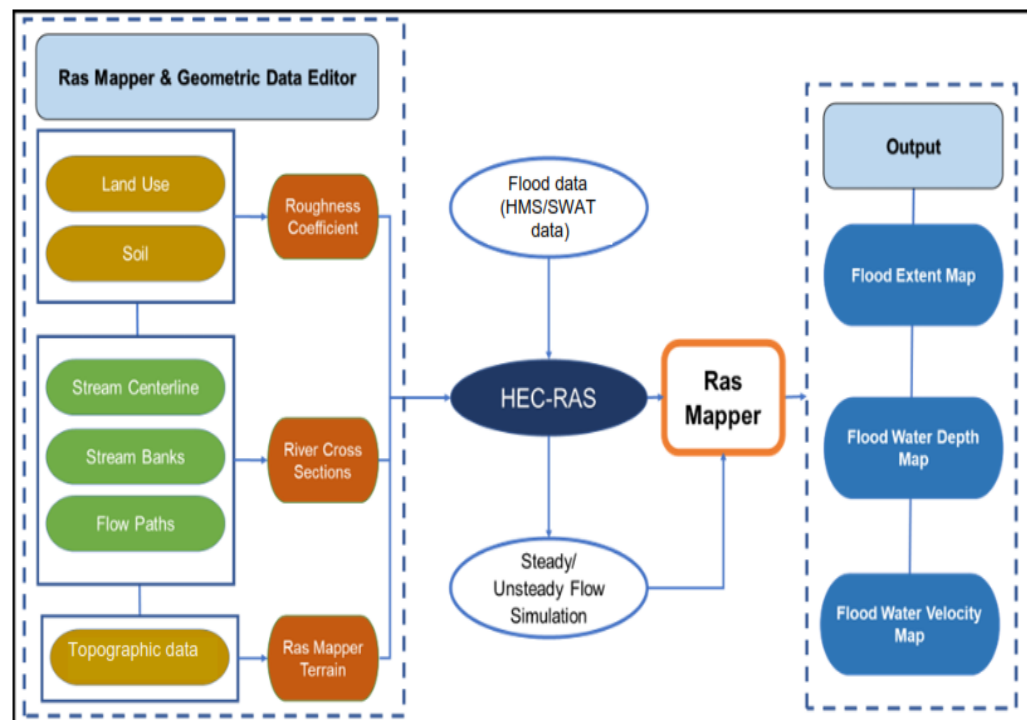 Ras Mapper & Geometric Data Editor
Land Use
Soil
Roughness
Coefficient
Stream Centerline
Stream Banks
Flow Paths
River Cross
Sections
Topographic data
Ras Mapper
Terrain
Flood data
(HMS/SWAT
data)
HEC-RAS
Steady/
Unsteady Flow
Simulation
Ras
Mapper
Output
Flood Extent Map
Flood Water Depth
Map
Flood Water Velocity
Map